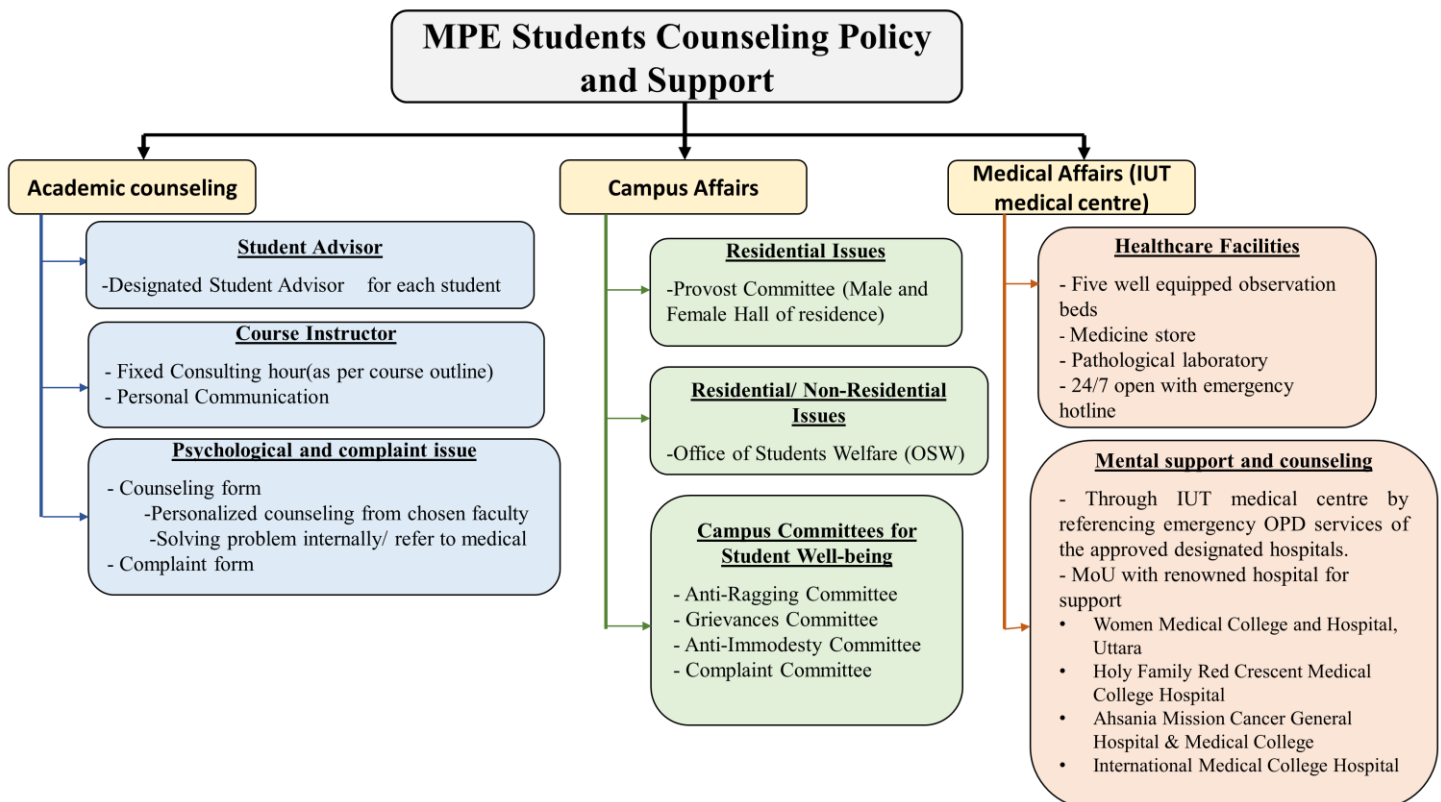 MPE Students Counseling Policy
and Support
Academic counseling
Student Advisor
-Designated Student Advisor for each student
Course Instructor
- Fixed Consulting hour(as per course outline)
- Personal Communication
Psychological and complaint issue
- Counseling form
-Personalized counseling from chosen faculty
-Solving problem internally/ refer to medical
- Complaint form
Campus Affairs
Residential Issues
-Provost Committee (Male and
Female Hall of residence)
Residential/ Non-Residential
Issues
-Office of Students Welfare (OSW)
Campus Committees for
Student Well-being
- Anti-Ragging Committee
- Grievances Committee
- Anti-Immodesty Committee
- Complaint Committee
Medical Affairs (IUT
medical centre)
Healthcare Facilities
- Five well equipped observation
beds
- Medicine store
- Pathological laboratory
- 24/7 open with emergency
hotline
Mental support and counseling
- Through IUT medical centre by
referencing emergency OPD services of
the approved designated hospitals.
- MoU with renowned hospital for
support
• Women Medical College and Hospital,
Uttara
• Holy Family Red Crescent Medical
College Hospital
• Ahsania Mission Cancer General
Hospital & Medical College
• International Medical College Hospital